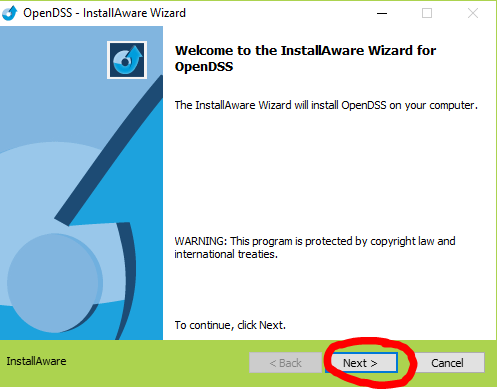 OpenDSS - InstallAware Wizard
Welcome to the InstallAware Wizard for
OpenDSS
The InstallAware Wizard will install OpenDSS on your computer.
WARNING: This program is protected by copyright law and
international treaties.
To continue, click Next.
InstallAware
< Back
Next >
Cancel